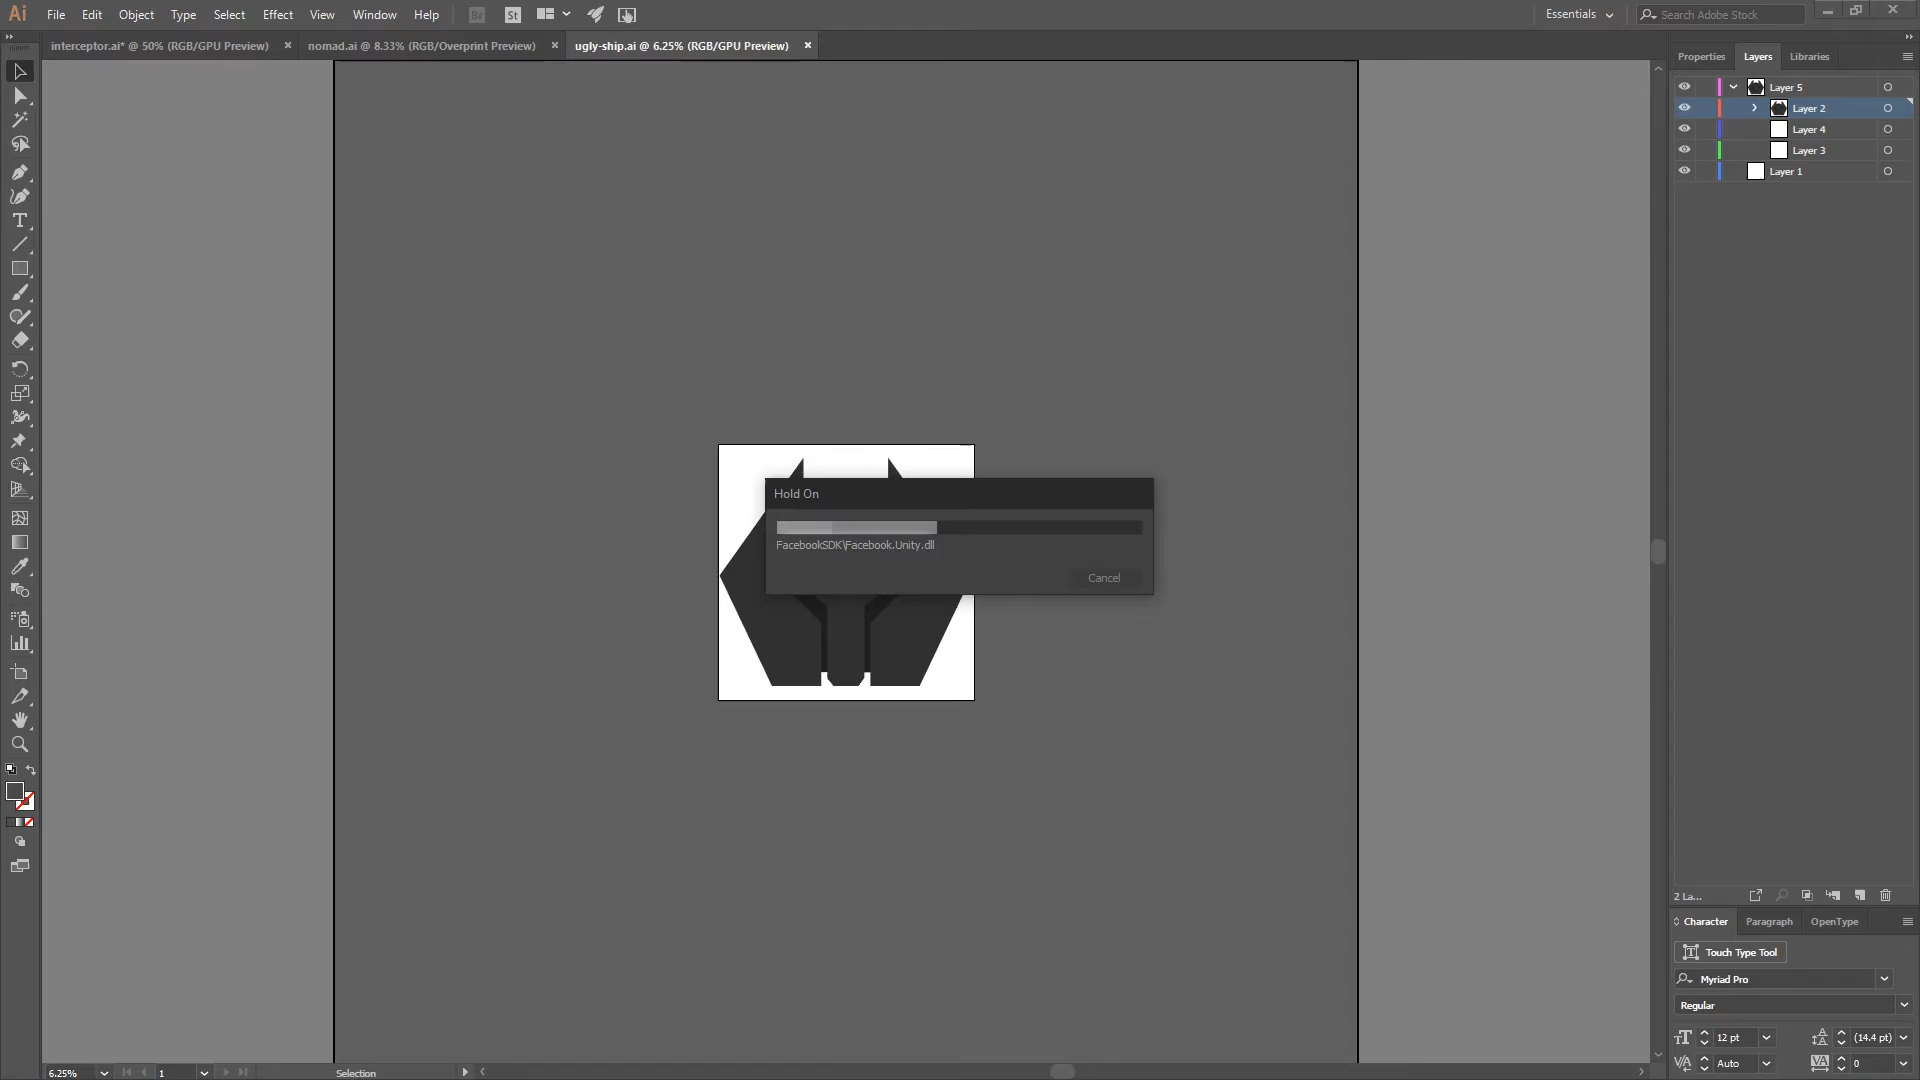 Ai File Edit Object Type Select Effect View Window Help Br St Essentials Search Adobe Stock
interceptor.ai* @ 50% (RGB/GPU Preview) × nomad.ai @ 8.33% (RGB/Overprint Preview) × ugly-ship.ai @ 6.25% (RGB/GPU Preview) ×
Properties Layers Libraries
Layer 5
Layer 2
Layer 4
Layer 3
Layer 1
Hold On
FacebookSDK\Facebook.Unity.dll
Cancel
2 La...
Character Paragraph OpenType
Touch Type Tool
Myriad Pro
Regular
12 pt (14.4 pt)
Auto 0
6.25% 1 Selection